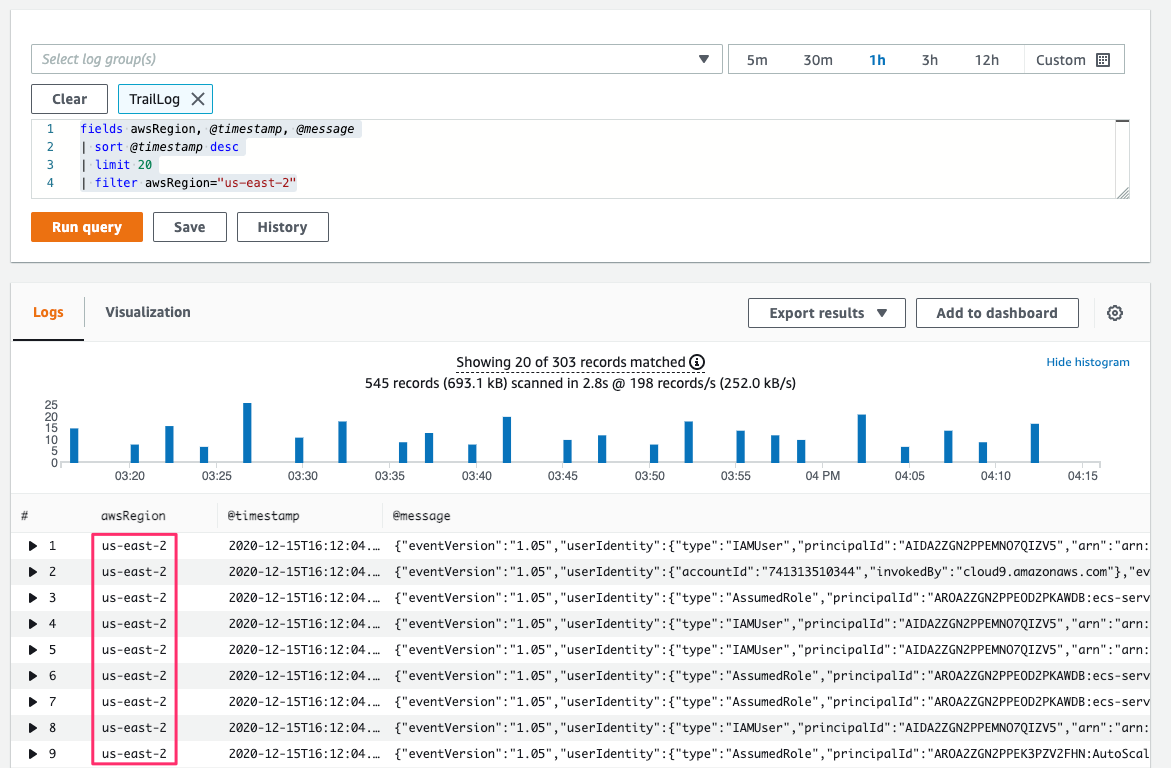 Select log group(s) 5m 30m 1h 3h 12h Custom
Clear TrailLog
1 fields awsRegion, @timestamp, @message
2 | sort @timestamp desc
3 | limit 20
4 | filter awsRegion="us-east-2"
Run query Save History
Logs Visualization Export results Add to dashboard
Showing 20 of 303 records matched Hide histogram
545 records (693.1 kB) scanned in 2.8s @ 198 records/s (252.0 kB/s)
25
20
15
10
5
0
03:20 03:25 03:30 03:35 03:40 03:45 03:50 03:55 04 PM 04:05 04:10 04:15
# awsRegion @timestamp @message
1 us-east-2 2020-12-15T16:12:04.... {"eventVersion":"1.05","userIdentity":{"type":"IAMUser","principalId":"AIDA2ZGN2PPEMNO7QIZV5","arn":"arn:
2 us-east-2 2020-12-15T16:12:04.... {"eventVersion":"1.05","userIdentity":{"accountId":"741313510344","invokedBy":"cloud9.amazonaws.com"},"ev
3 us-east-2 2020-12-15T16:12:04.... {"eventVersion":"1.05","userIdentity":{"type":"AssumedRole","principalId":"AROA2ZGN2PPEOD2PKAWDB:ecs-serv
4 us-east-2 2020-12-15T16:12:04.... {"eventVersion":"1.05","userIdentity":{"type":"IAMUser","principalId":"AIDA2ZGN2PPEMNO7QIZV5","arn":"arn:
5 us-east-2 2020-12-15T16:12:04.... {"eventVersion":"1.05","userIdentity":{"type":"IAMUser","principalId":"AIDA2ZGN2PPEMNO7QIZV5","arn":"arn:
6 us-east-2 2020-12-15T16:12:04.... {"eventVersion":"1.05","userIdentity":{"type":"AssumedRole","principalId":"AROA2ZGN2PPEOD2PKAWDB:ecs-serv
7 us-east-2 2020-12-15T16:12:04.... {"eventVersion":"1.05","userIdentity":{"type":"AssumedRole","principalId":"AROA2ZGN2PPEOD2PKAWDB:ecs-serv
8 us-east-2 2020-12-15T16:12:04.... {"eventVersion":"1.05","userIdentity":{"type":"IAMUser","principalId":"AIDA2ZGN2PPEMNO7QIZV5","arn":"arn:
9 us-east-2 2020-12-15T16:12:04.... {"eventVersion":"1.05","userIdentity":{"type":"AssumedRole","principalId":"AROA2ZGN2PPEK3PZV2FHN:AutoScal